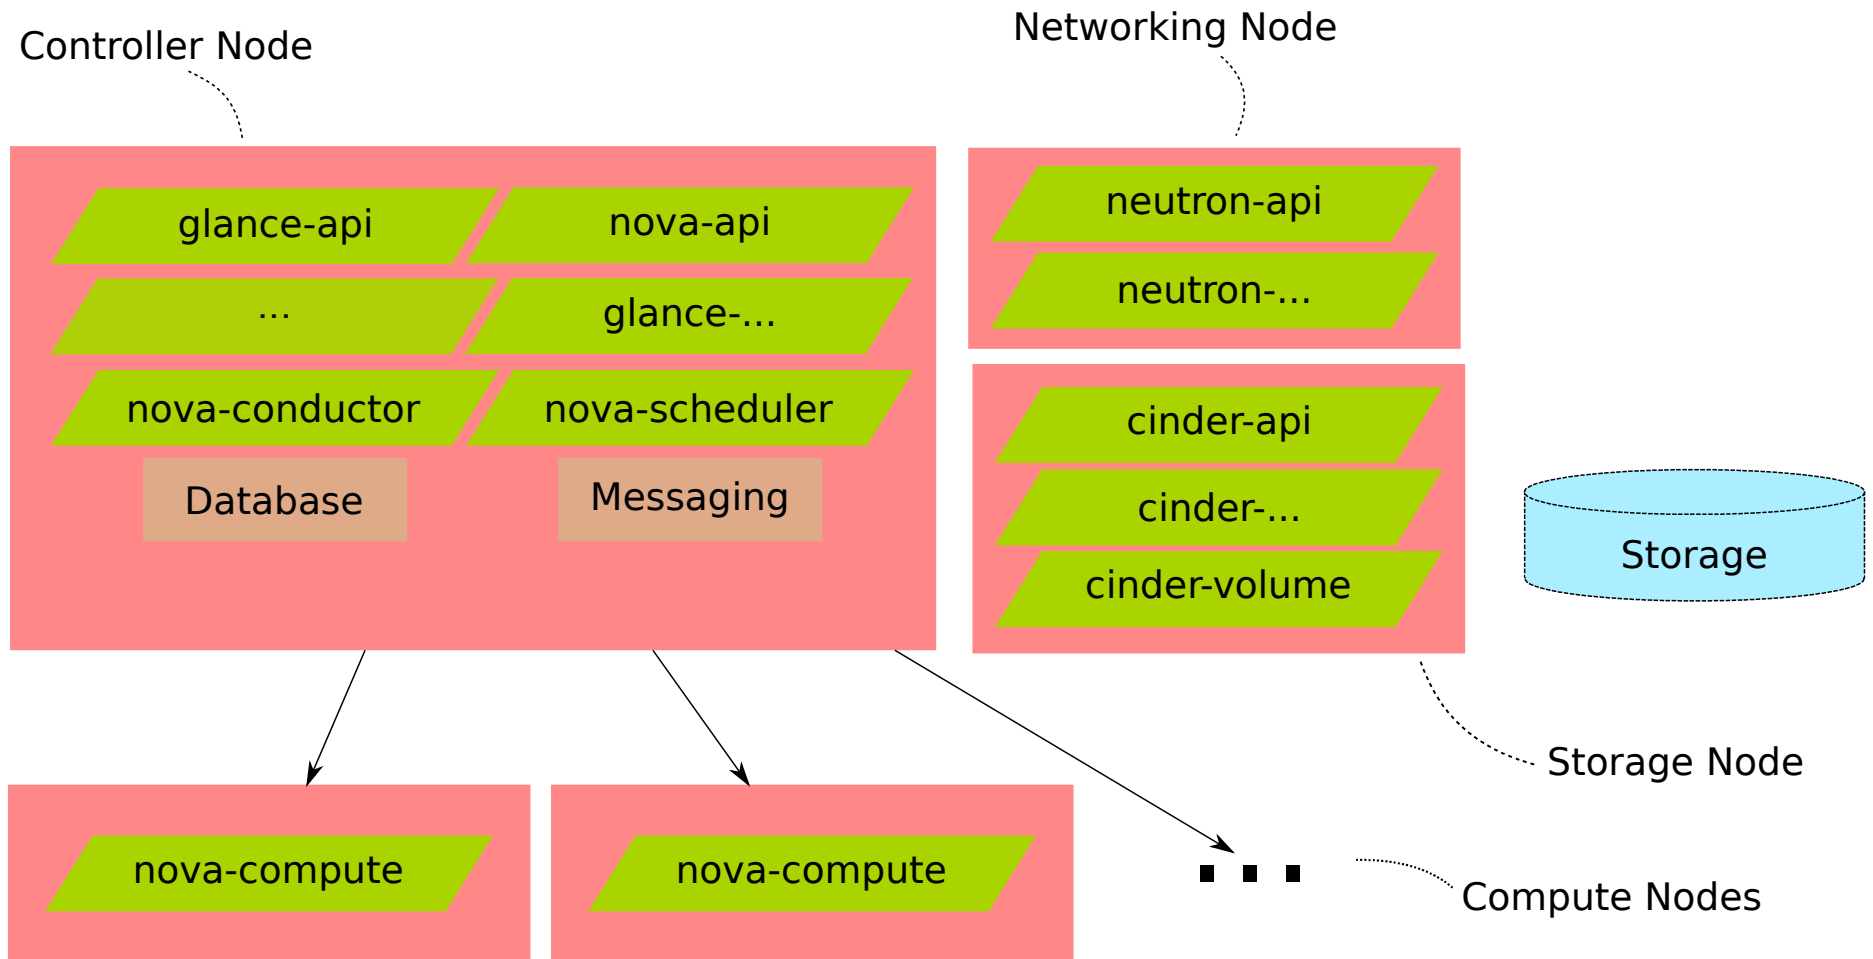 Controller Node
Networking Node
glance-api
nova-api
...
glance-...
nova-conductor
nova-scheduler
Database
Messaging
neutron-api
neutron-...
cinder-api
cinder-...
cinder-volume
Storage
Storage Node
nova-compute
nova-compute
...
Compute Nodes